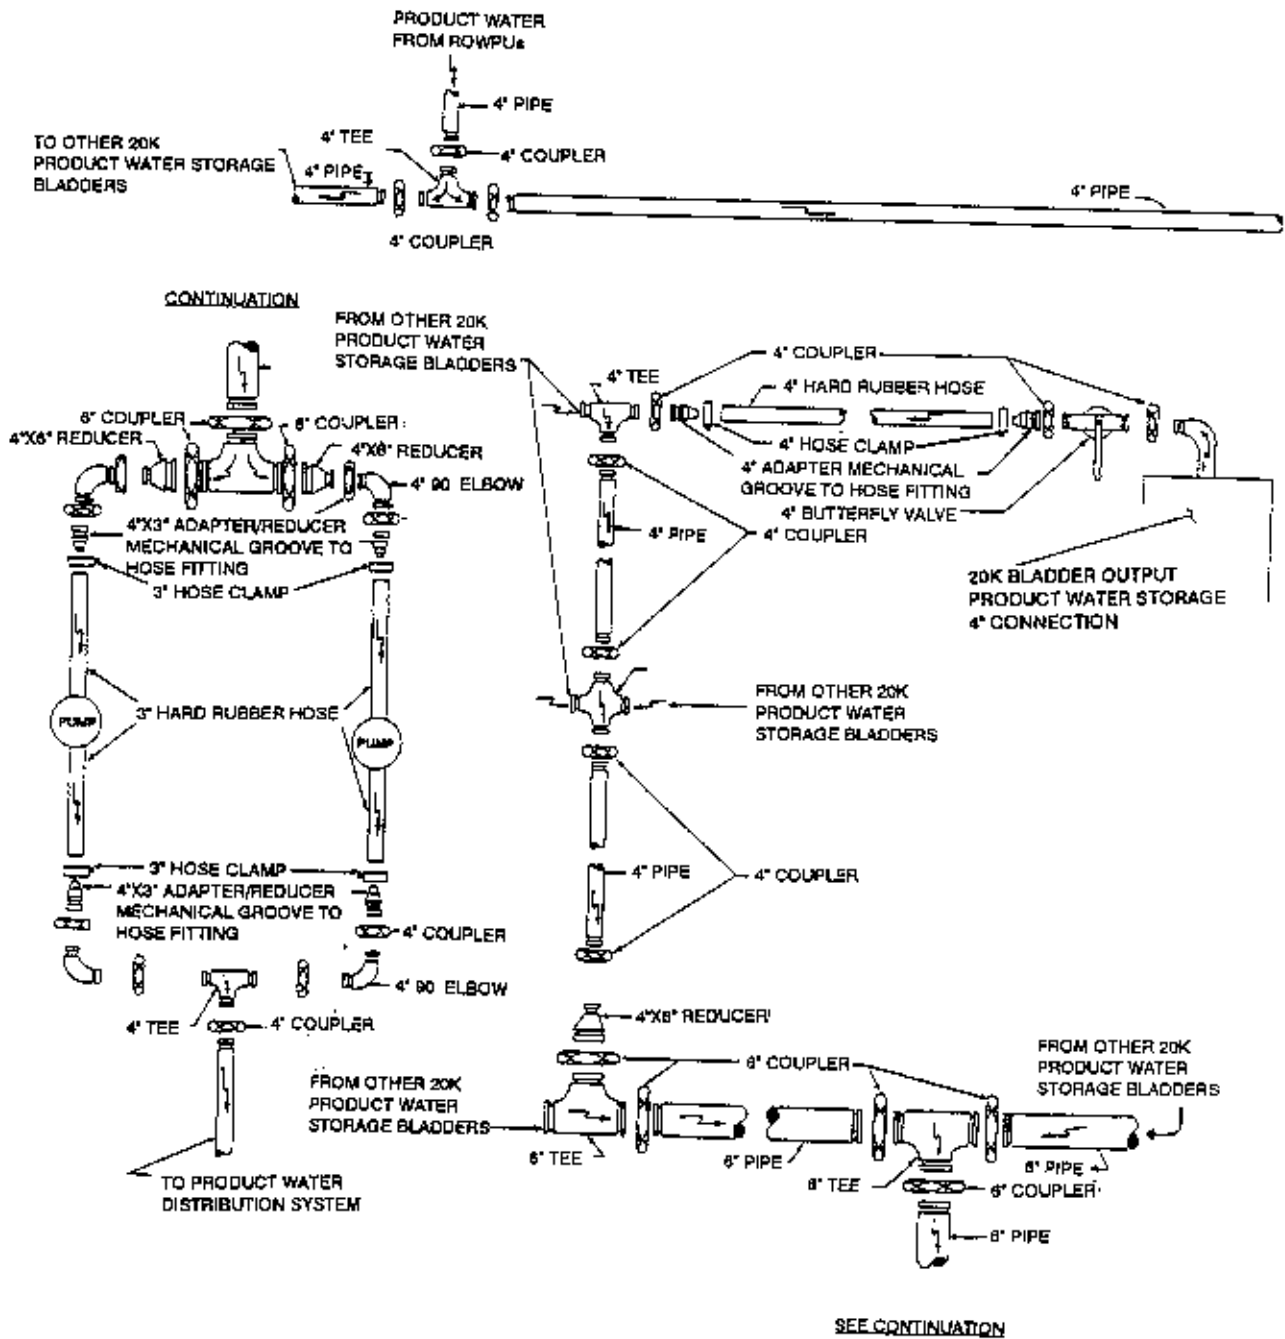 PRODUCT WATER
FROM ROWPUs
4" PIPE
4" TEE
4" COUPLER
TO OTHER 20K
PRODUCT WATER STORAGE
BLADDERS
4" PIPE
4" PIPE
4" COUPLER
CONTINUATION
6" COUPLER
6" COUPLER
4"X6" REDUCER
4"X6" REDUCER
4" 90 ELBOW
4"X3" ADAPTER/REDUCER
MECHANICAL GROOVE TO
HOSE FITTING
3" HOSE CLAMP
3" HARD RUBBER HOSE
PUMP
PUMP
3" HOSE CLAMP
4"X3" ADAPTER/REDUCER
MECHANICAL GROOVE TO
HOSE FITTING
4" COUPLER
4" 90 ELBOW
4" TEE
4" COUPLER
TO PRODUCT WATER
DISTRIBUTION SYSTEM
FROM OTHER 20K
PRODUCT WATER
STORAGE BLADDERS
4" TEE
4" COUPLER
4" HARD RUBBER HOSE
4" HOSE CLAMP
4" ADAPTER MECHANICAL
GROOVE TO HOSE FITTING
4" BUTTERFLY VALVE
4" PIPE
4" COUPLER
20K BLADDER OUTPUT
PRODUCT WATER STORAGE
4" CONNECTION
FROM OTHER 20K
PRODUCT WATER
STORAGE BLADDERS
4" PIPE
4" COUPLER
4"X6" REDUCER
6" COUPLER
FROM OTHER 20K
PRODUCT WATER
STORAGE BLADDERS
FROM OTHER 20K
PRODUCT WATER
STORAGE BLADDERS
6" TEE
6" PIPE
6" TEE
6" PIPE
6" COUPLER
6" PIPE
SEE CONTINUATION